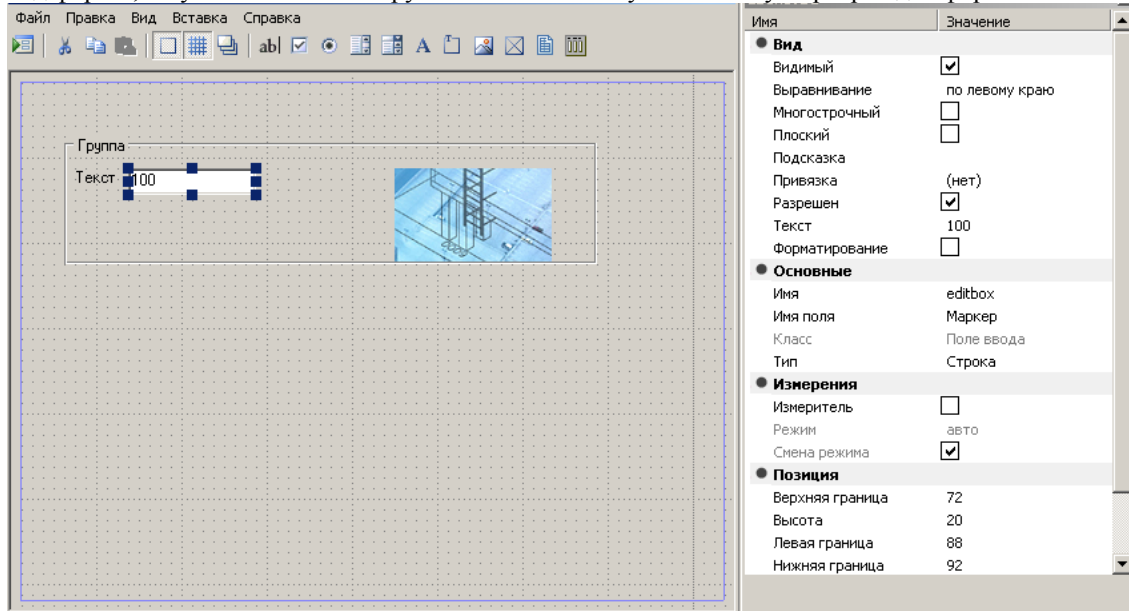 Файл Правка Вид Вставка Справка
ab|
A
Группа
Текст 100
0009
Имя Значение
Вид
Видимый
Выравнивание по левому краю
Многострочный
Плоский
Подсказка
Привязка (нет)
Разрешен
Текст 100
Форматирование
Основные
Имя editbox
Имя поля Маркер
Класс Поле ввода
Тип Строка
Измерения
Измеритель
Режим авто
Смена режима
Позиция
Верхняя граница 72
Высота 20
Левая граница 88
Нижняя граница 92